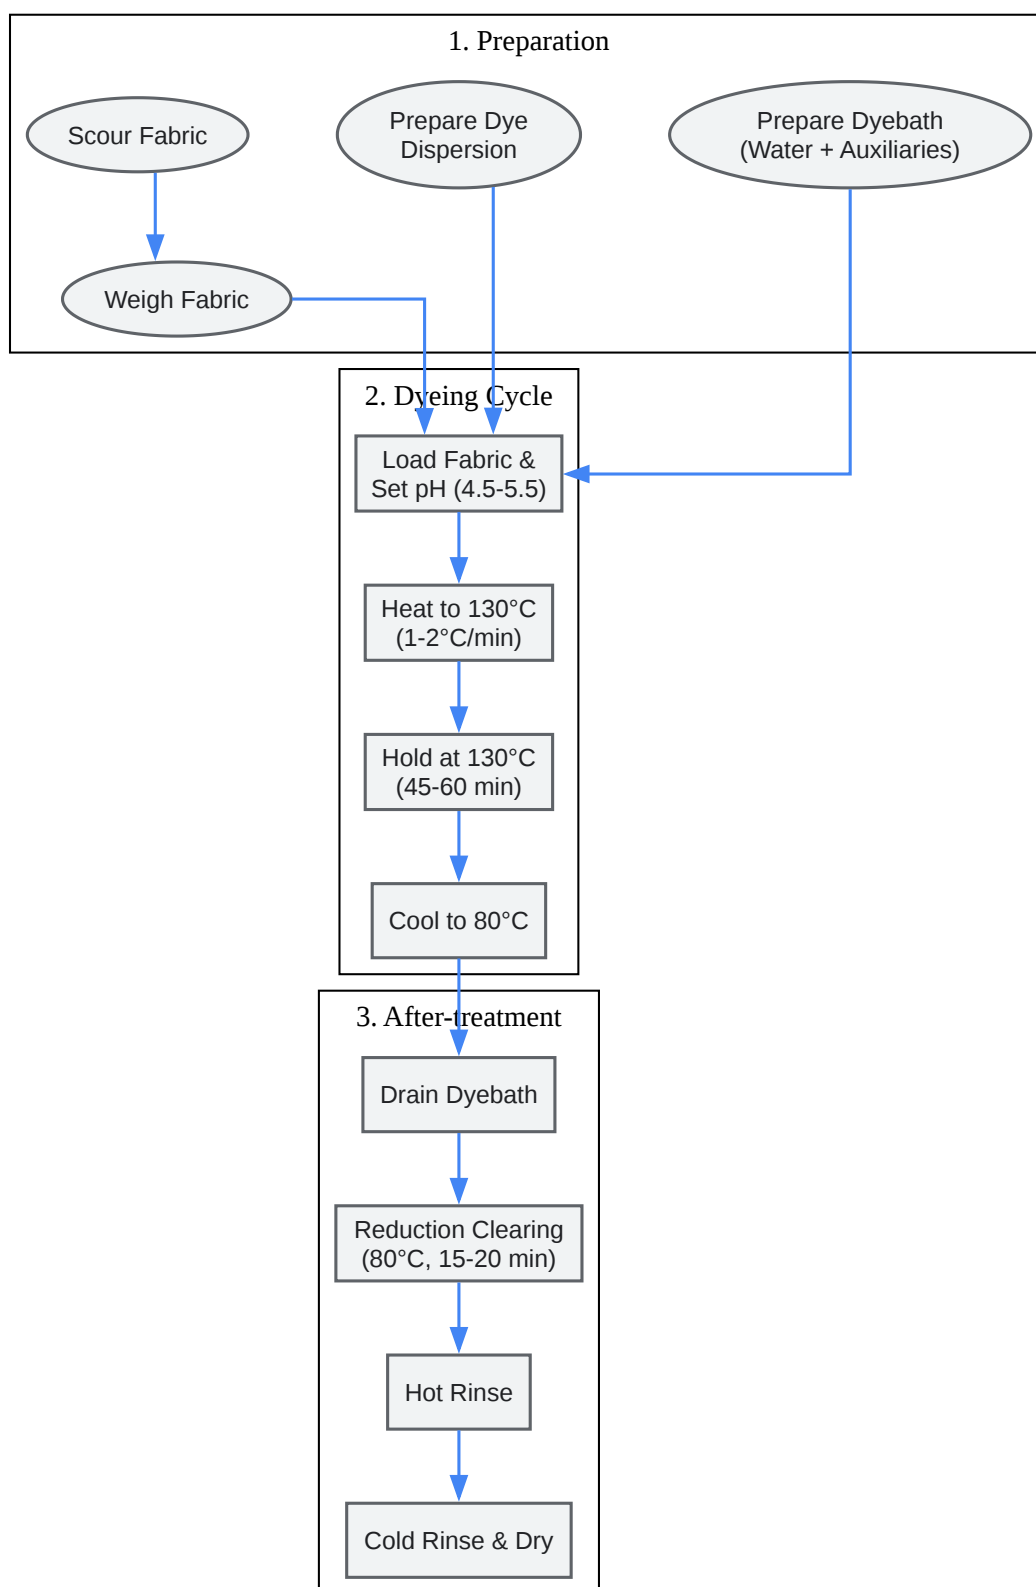 1. Preparation
Scour Fabric
Prepare Dye
Dispersion
Prepare Dyebath
(Water + Auxiliaries)
Weigh Fabric
2. Dyeing Cycle
Load Fabric &
Set pH (4.5-5.5)
Heat to 130°C
(1-2°C/min)
Hold at 130°C
(45-60 min)
Cool to 80°C
3. After-treatment
Drain Dyebath
Reduction Clearing
(80°C, 15-20 min)
Hot Rinse
Cold Rinse & Dry